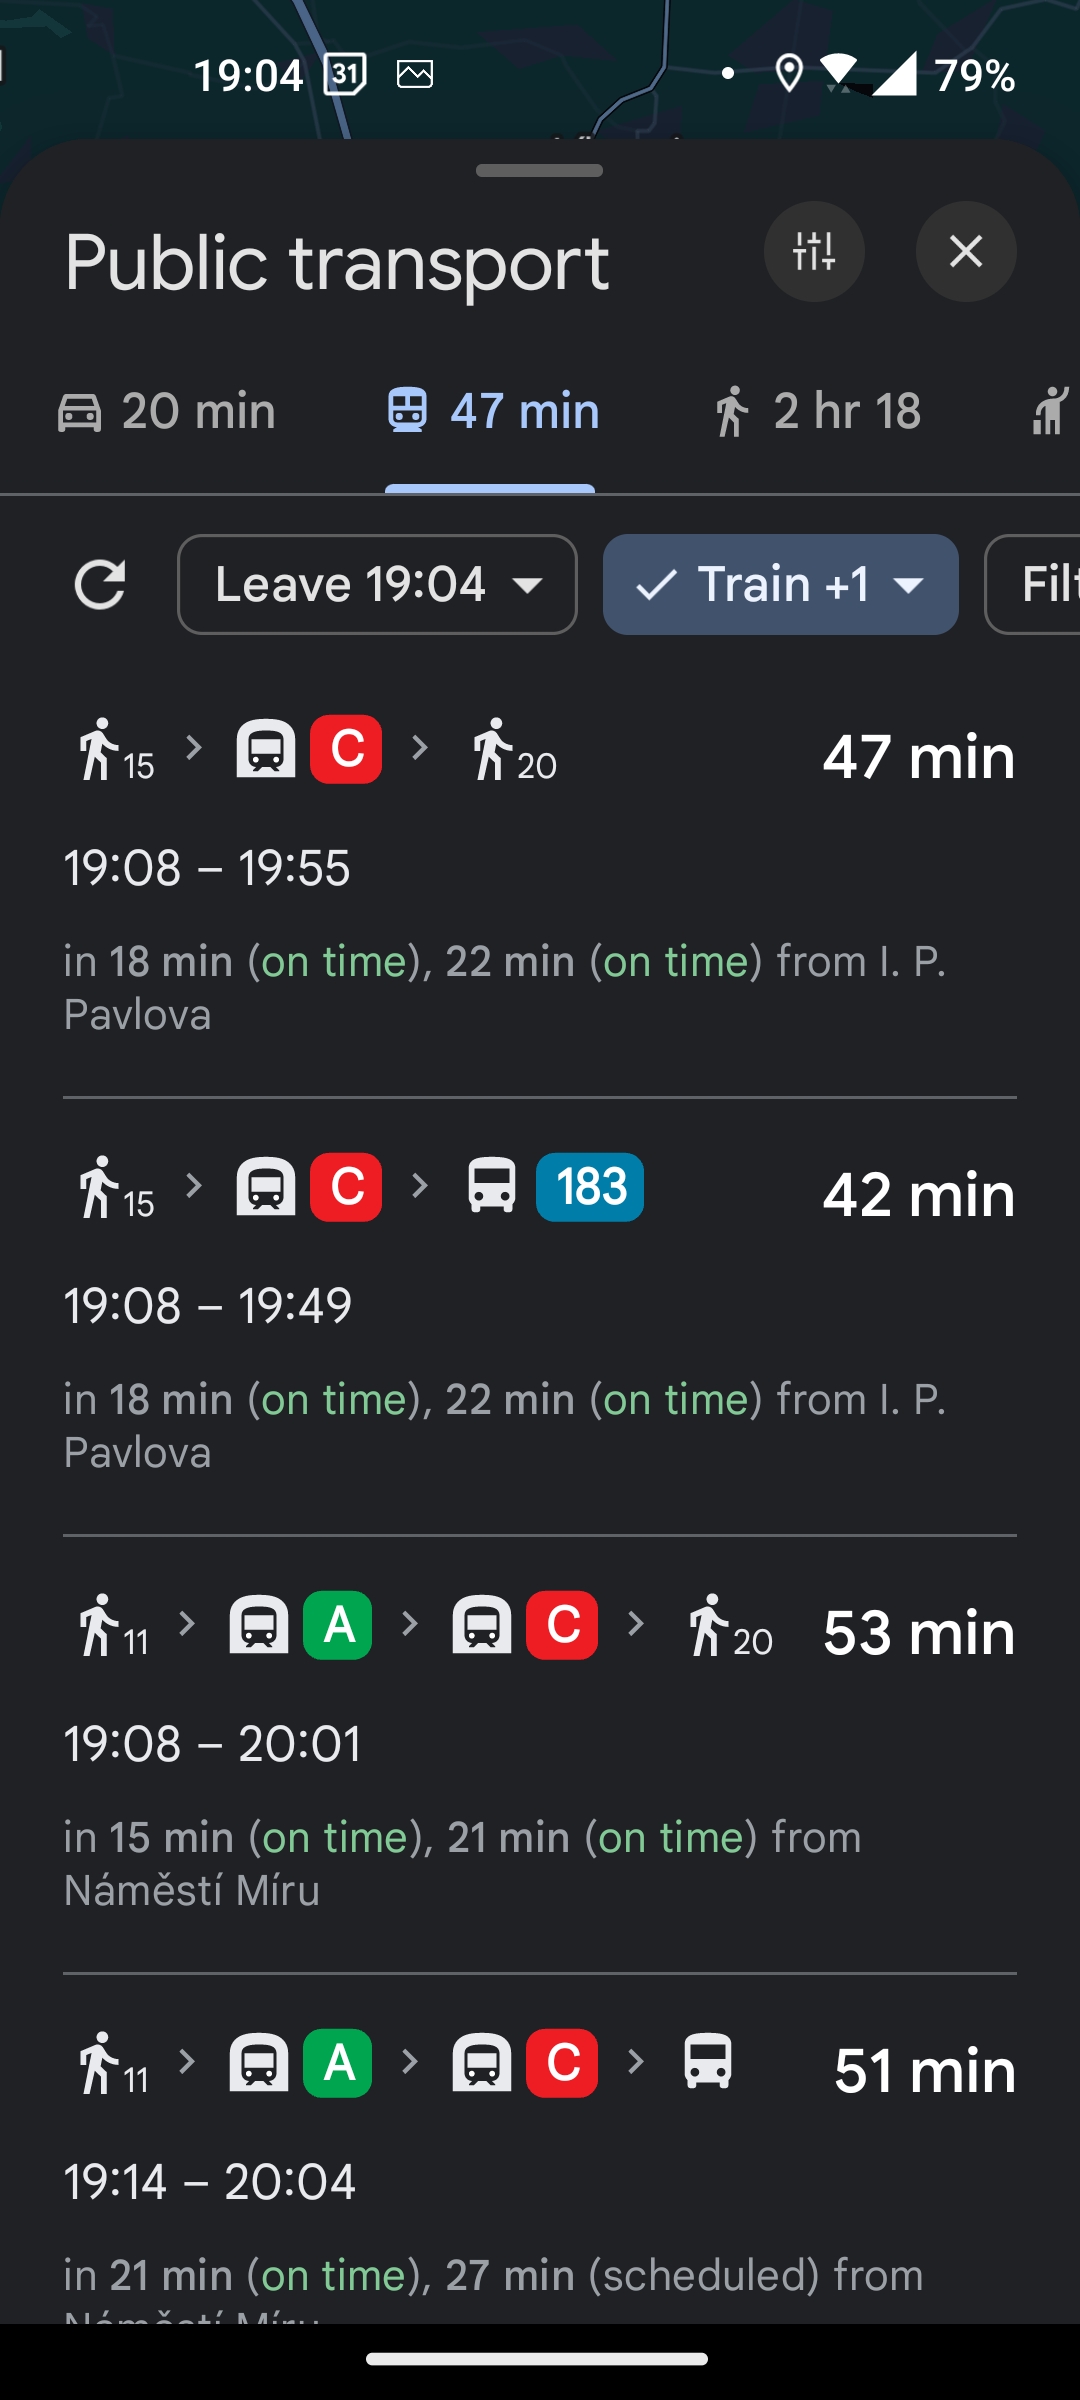 19:04 31 79%
Public transport
20 min 47 min 2 hr 18
Leave 19:04 Train +1
15 C 20 47 min
19:08 – 19:55
in 18 min (on time), 22 min (on time) from I. P.
Pavlova
15 C 183 42 min
19:08 – 19:49
in 18 min (on time), 22 min (on time) from I. P.
Pavlova
11 A C 20 53 min
19:08 – 20:01
in 15 min (on time), 21 min (on time) from
Náměstí Míru
11 A C 51 min
19:14 – 20:04
in 21 min (on time), 27 min (scheduled) from
Náměstí Míru